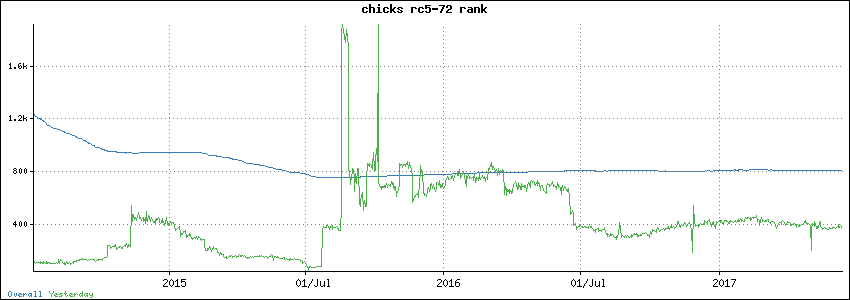 chicks rc5-72 rank
1.6k
1.2k
800
400
2015 01/Jul 2016 01/Jul 2017
Overall Yesterday